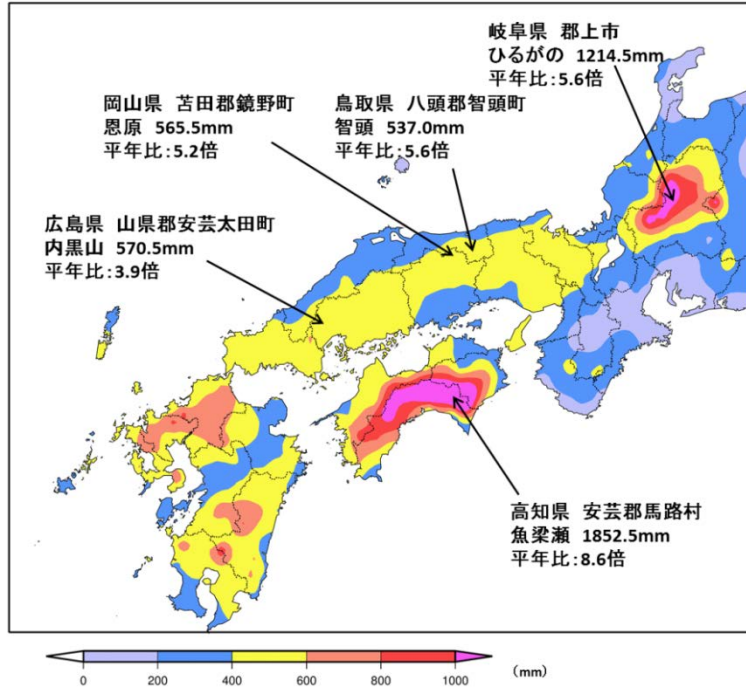 岐阜県 郡上市
ひるがの 1214.5mm
平年比:5.6倍
岡山県 苫田郡鏡野町
恩原 565.5mm
平年比:5.2倍
鳥取県 八頭郡智頭町
智頭 537.0mm
平年比:5.6倍
広島県 山県郡安芸太田町
内黒山 570.5mm
平年比:3.9倍
高知県 安芸郡馬路村
魚梁瀬 1852.5mm
平年比:8.6倍
0 200 400 600 800 1000 (mm)